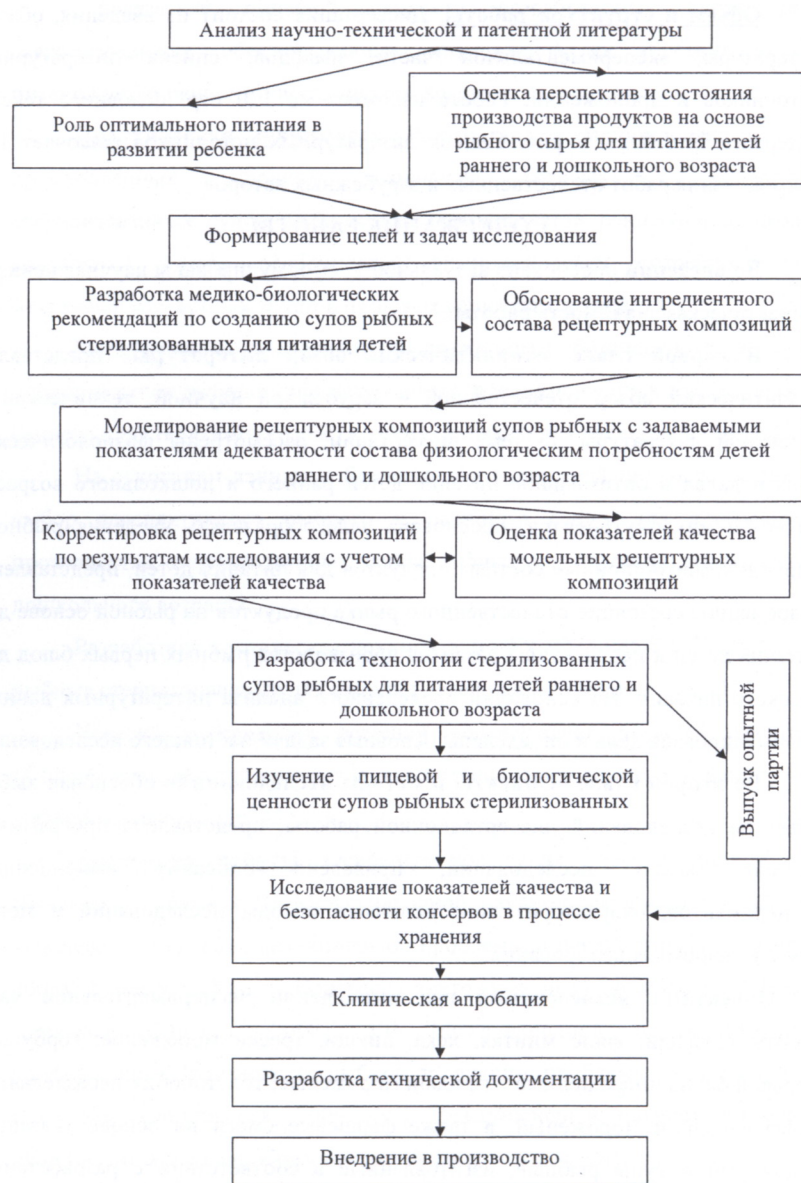 Анализ научно-технической и патентной литературы
Роль оптимального питания в
развитии ребенка
Оценка перспектив и состояния
производства продуктов на основе
рыбного сырья для питания детей
раннего и дошкольного возраста
Формирование целей и задач исследования
Разработка медико-биологических
рекомендаций по созданию супов рыбных
стерилизованных для питания детей
Обоснование ингредиентного
состава рецептурных композиций
Моделирование рецептурных композиций супов рыбных с задаваемыми
показателями адекватности состава физиологическим потребностям детей
раннего и дошкольного возраста
Корректировка рецептурных композиций
по результатам исследования с учетом
показателей качества
Оценка показателей качества
модельных рецептурных
композиций
Разработка технологии стерилизованных
супов рыбных для питания детей раннего и
дошкольного возраста
Выпуск опытной
партии
Изучение пищевой и биологической
ценности супов рыбных стерилизованных
Исследование показателей качества и
безопасности консервов в процессе
хранения
Клиническая апробация
Разработка технической документации
Внедрение в производство